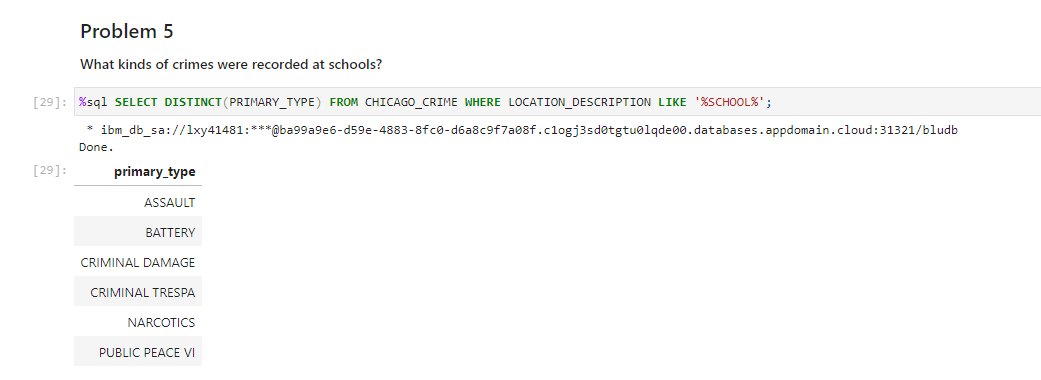 Problem 5
What kinds of crimes were recorded at schools?
[29]: %sql SELECT DISTINCT(PRIMARY_TYPE) FROM CHICAGO_CRIME WHERE LOCATION_DESCRIPTION LIKE '%SCHOOL%';
* ibm_db_sa://lxy41481:***@ba99a9e6-d59e-4883-8fc0-d6a8c9f7a08f.c1ogj3sd0tgtu0lqde00.databases.appdomain.cloud:31321/bludb
Done.
[29]: primary_type
ASSAULT
BATTERY
CRIMINAL DAMAGE
CRIMINAL TRESPA
NARCOTICS
PUBLIC PEACE VI